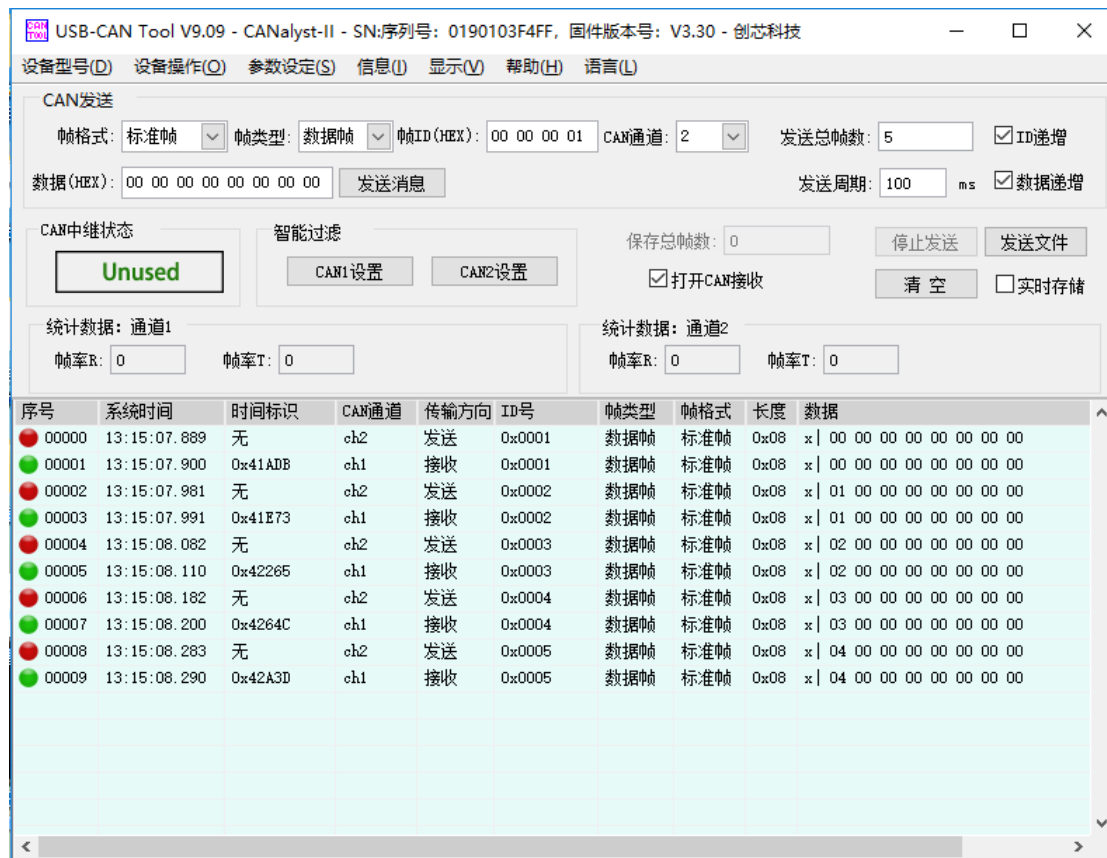 CAN TOOL USB-CAN Tool V9.09 - CANalyst-II - SN:序列号: 0190103F4FF, 固件版本号: V3.30 - 创芯科技
设备型号(D) 设备操作(O) 参数设定(S) 信息(I) 显示(V) 帮助(H) 语言(L)
CAN发送
帧格式: 标准帧 帧类型: 数据帧 帧ID(HEX): 00 00 00 01 CAN通道: 2 发送总帧数: 5 ID递增
数据(HEX): 00 00 00 00 00 00 00 00 发送消息 发送周期: 100 ms 数据递增
CAN中继状态 智能过滤 保存总帧数: 0 停止发送 发送文件
Unused CAN1设置 CAN2设置 打开CAN接收 清 空 实时存储
统计数据: 通道1 统计数据: 通道2
帧率R: 0 帧率T: 0 帧率R: 0 帧率T: 0
序号 系统时间 时间标识 CAN通道 传输方向 ID号 帧类型 帧格式 长度 数据
00000 13:15:07.889 无 ch2 发送 0x0001 数据帧 标准帧 0x08 x| 00 00 00 00 00 00 00 00
00001 13:15:07.900 0x41ADB ch1 接收 0x0001 数据帧 标准帧 0x08 x| 00 00 00 00 00 00 00 00
00002 13:15:07.981 无 ch2 发送 0x0002 数据帧 标准帧 0x08 x| 01 00 00 00 00 00 00 00
00003 13:15:07.991 0x41E73 ch1 接收 0x0002 数据帧 标准帧 0x08 x| 01 00 00 00 00 00 00 00
00004 13:15:08.082 无 ch2 发送 0x0003 数据帧 标准帧 0x08 x| 02 00 00 00 00 00 00 00
00005 13:15:08.110 0x42265 ch1 接收 0x0003 数据帧 标准帧 0x08 x| 02 00 00 00 00 00 00 00
00006 13:15:08.182 无 ch2 发送 0x0004 数据帧 标准帧 0x08 x| 03 00 00 00 00 00 00 00
00007 13:15:08.200 0x4264C ch1 接收 0x0004 数据帧 标准帧 0x08 x| 03 00 00 00 00 00 00 00
00008 13:15:08.283 无 ch2 发送 0x0005 数据帧 标准帧 0x08 x| 04 00 00 00 00 00 00 00
00009 13:15:08.290 0x42A3D ch1 接收 0x0005 数据帧 标准帧 0x08 x| 04 00 00 00 00 00 00 00